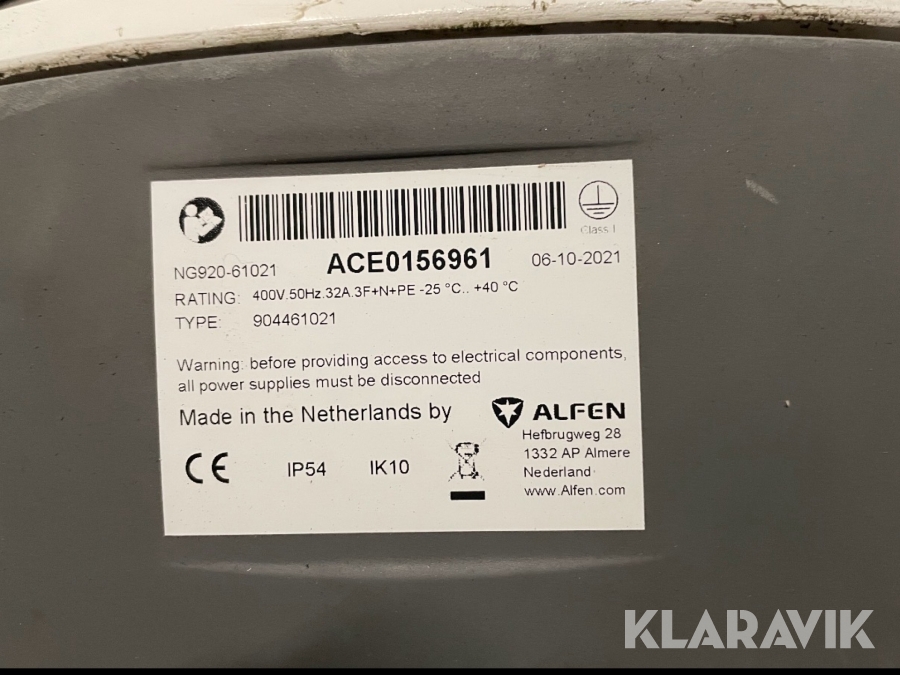 Class I
NG920-61021 ACE0156961 06-10-2021
RATING: 400V.50Hz.32A.3F+N+PE -25 °C.. +40 °C
TYPE: 904461021
Warning: before providing access to electrical components,
all power supplies must be disconnected
Made in the Netherlands by ALFEN
Hefbrugweg 28
1332 AP Almere
Nederland
www.Alfen.com
CE IP54 IK10
KLARAVIK